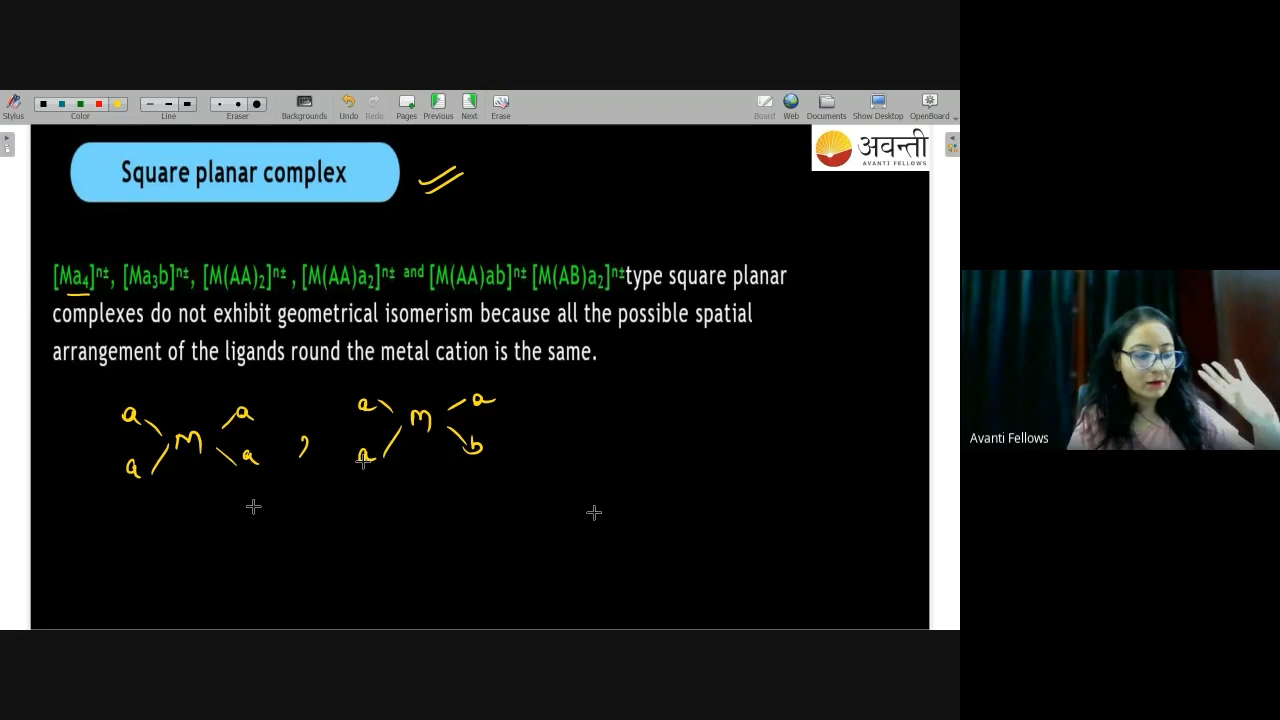 Stylus
Color
Line
Eraser
Backgrounds
Undo
Redo
Pages
Previous
Next
Erase
Board
Web
Documents
Show Desktop
OpenBoard
अवन्ती
AVANTI FELLOWS
Square planar complex
[Ma₄]ⁿ±, [Ma₃b]ⁿ±, [M(AA)₂]ⁿ± , [M(AA)a₂]ⁿ± and [M(AA)ab]ⁿ± [M(AB)a₂]ⁿ±type square planar
complexes do not exhibit geometrical isomerism because all the possible spatial
arrangement of the ligands round the metal cation is the same.
a a
M
a a
,
a a
M
a b
Avanti Fellows